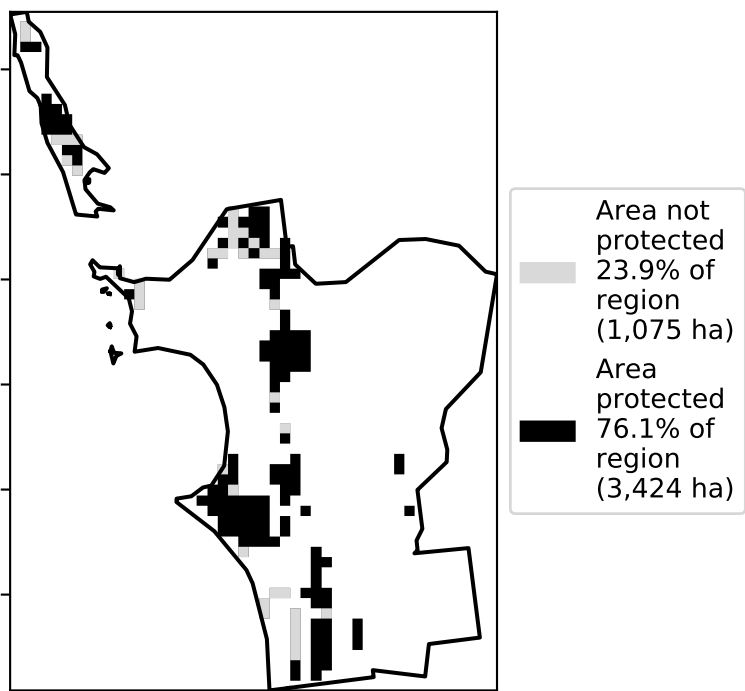 Area not
protected
23.9% of
region
(1,075 ha)
Area
protected
76.1% of
region
(3,424 ha)